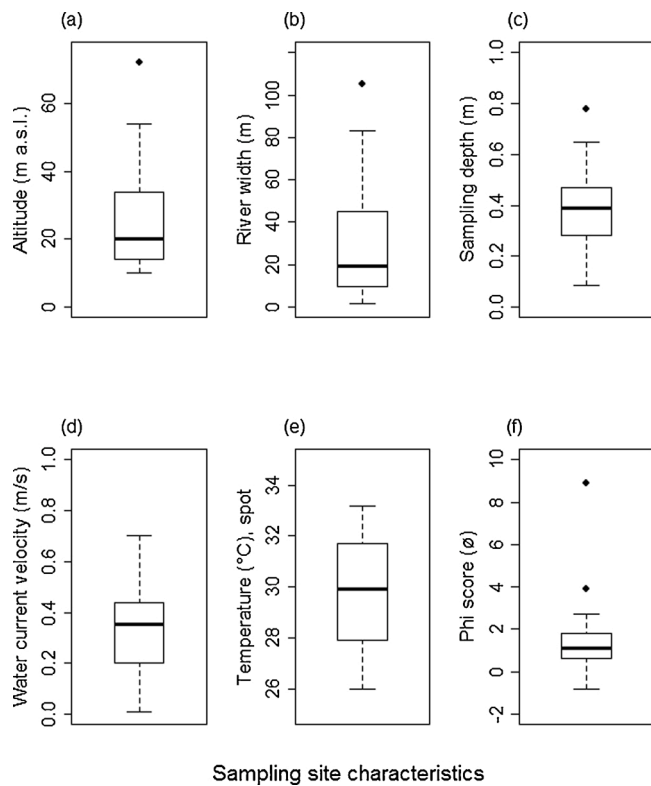 (a)
Altitude (m a.s.l.)
0
20
40
60
(b)
River width (m)
0
20
40
60
80
100
(c)
Sampling depth (m)
0.0
0.2
0.4
0.6
0.8
1.0
(d)
Water current velocity (m/s)
0.0
0.2
0.4
0.6
0.8
1.0
(e)
Temperature (°C), spot
26
28
30
32
34
(f)
Phi score (ø)
-2
0
2
4
6
8
10
Sampling site characteristics